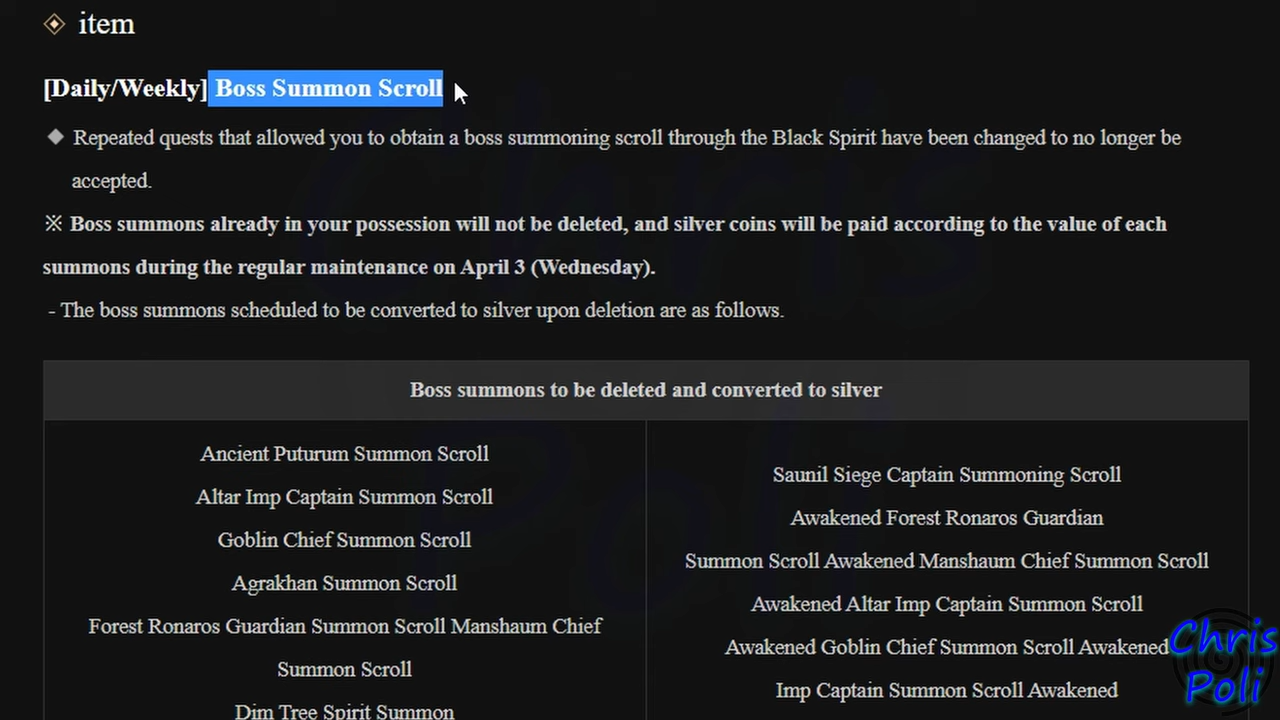 item
[Daily/Weekly] Boss Summon Scroll
◆ Repeated quests that allowed you to obtain a boss summoning scroll through the Black Spirit have been changed to no longer be
accepted.
※ Boss summons already in your possession will not be deleted, and silver coins will be paid according to the value of each
summons during the regular maintenance on April 3 (Wednesday).
- The boss summons scheduled to be converted to silver upon deletion are as follows.
Boss summons to be deleted and converted to silver
Ancient Puturum Summon Scroll
Altar Imp Captain Summon Scroll
Goblin Chief Summon Scroll
Agrakhan Summon Scroll
Forest Ronaros Guardian Summon Scroll Manshaum Chief
Summon Scroll
Dim Tree Spirit Summon
Saunil Siege Captain Summoning Scroll
Awakened Forest Ronaros Guardian
Summon Scroll Awakened Manshaum Chief Summon Scroll
Awakened Altar Imp Captain Summon Scroll
Awakened Goblin Chief Summon Scroll Awakened
Imp Captain Summon Scroll Awakened
Chris
Poli
Chris
Poli